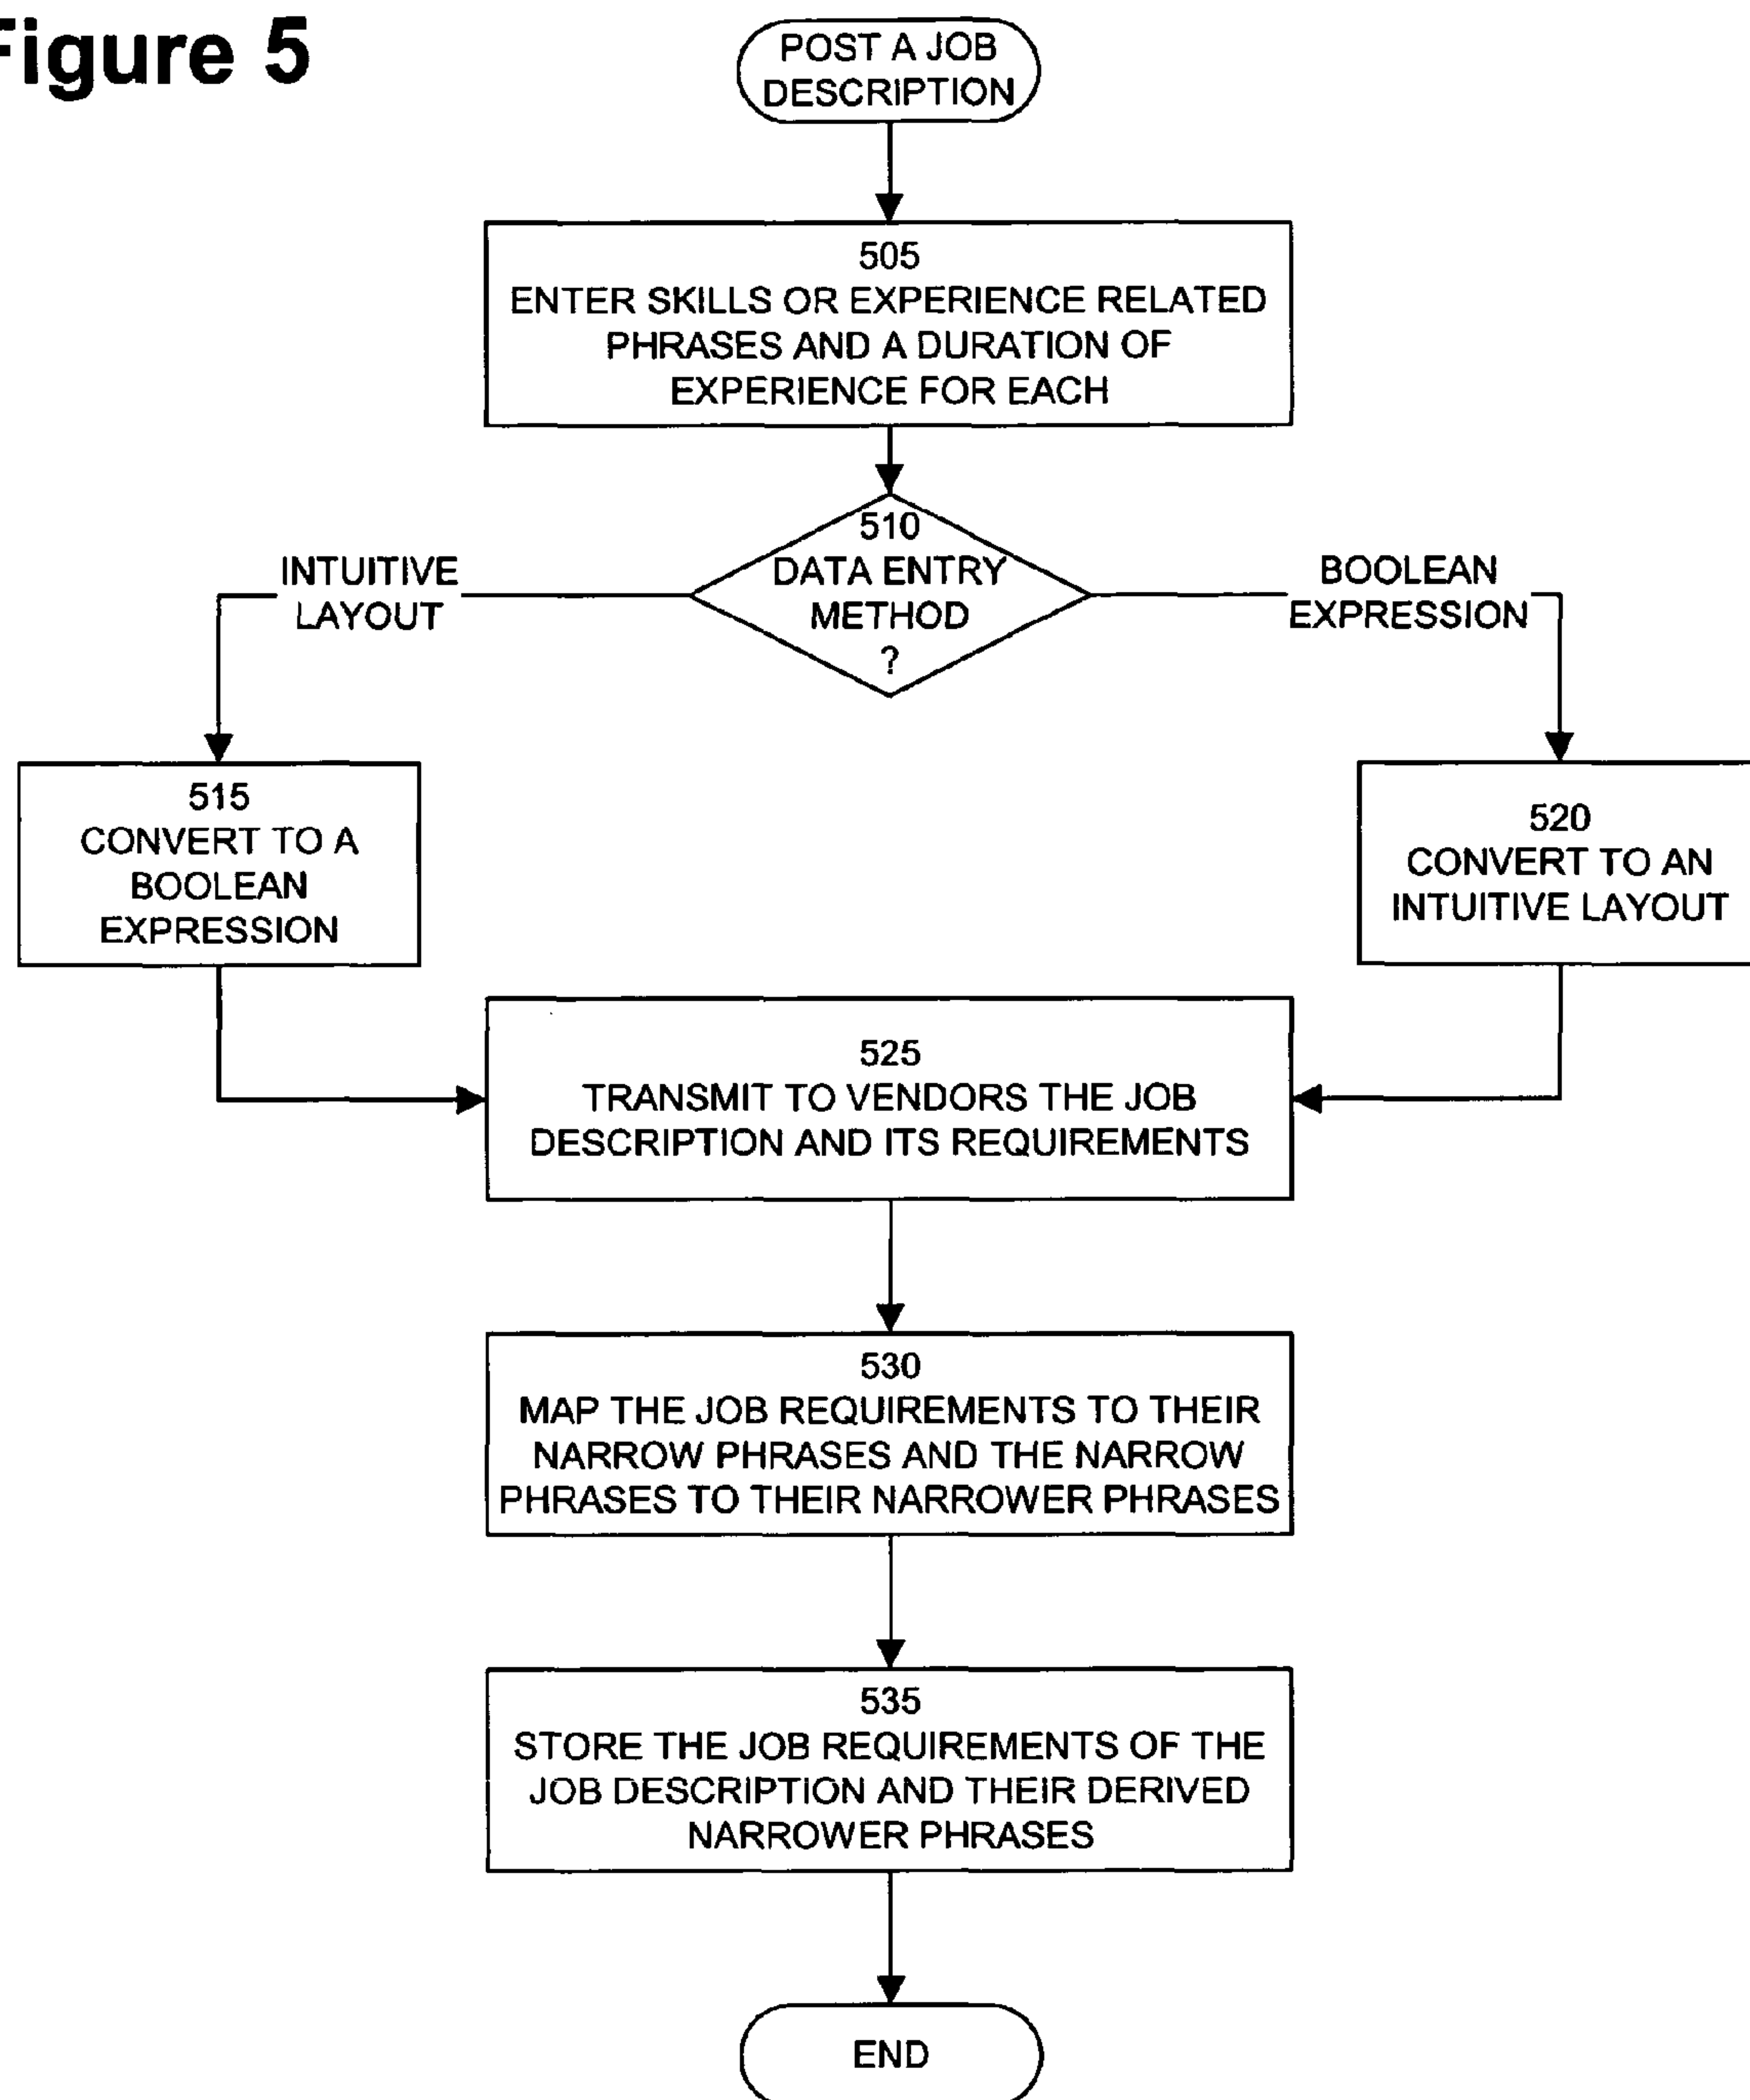 Figure 5
POST A JOB
DESCRIPTION
505
ENTER SKILLS OR EXPERIENCE RELATED
PHRASES AND A DURATION OF
EXPERIENCE FOR EACH
510
DATA ENTRY
METHOD
?
INTUITIVE
LAYOUT
BOOLEAN
EXPRESSION
515
CONVERT TO A
BOOLEAN
EXPRESSION
520
CONVERT TO AN
INTUITIVE LAYOUT
525
TRANSMIT TO VENDORS THE JOB
DESCRIPTION AND ITS REQUIREMENTS
530
MAP THE JOB REQUIREMENTS TO THEIR
NARROW PHRASES AND THE NARROW
PHRASES TO THEIR NARROWER PHRASES
535
STORE THE JOB REQUIREMENTS OF THE
JOB DESCRIPTION AND THEIR DERIVED
NARROWER PHRASES
END